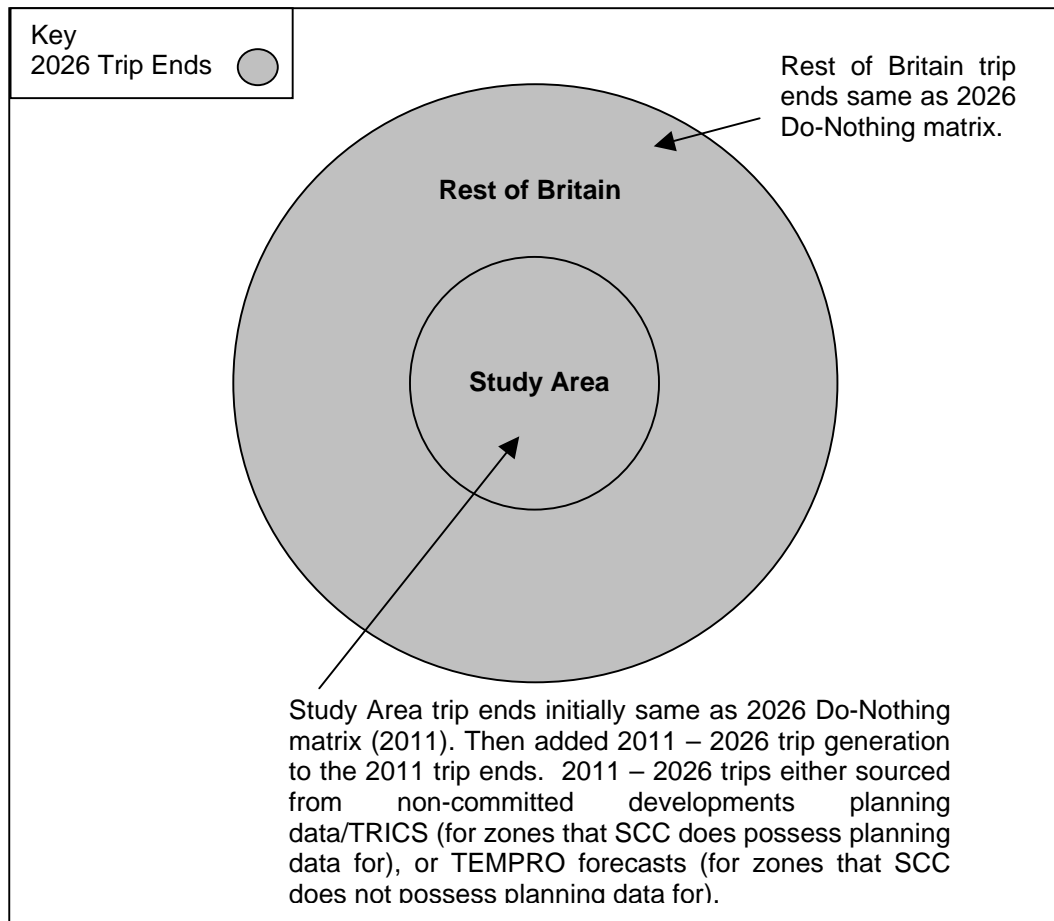 Key
2026 Trip Ends
Rest of Britain trip
ends same as 2026
Do-Nothing matrix.
Rest of Britain
Study Area
Study Area trip ends initially same as 2026 Do-Nothing
matrix (2011). Then added 2011 – 2026 trip generation
to the 2011 trip ends. 2011 – 2026 trips either sourced
from non-committed developments planning
data/TRICS (for zones that SCC does possess planning
data for), or TEMPRO forecasts (for zones that SCC
does not possess planning data for).